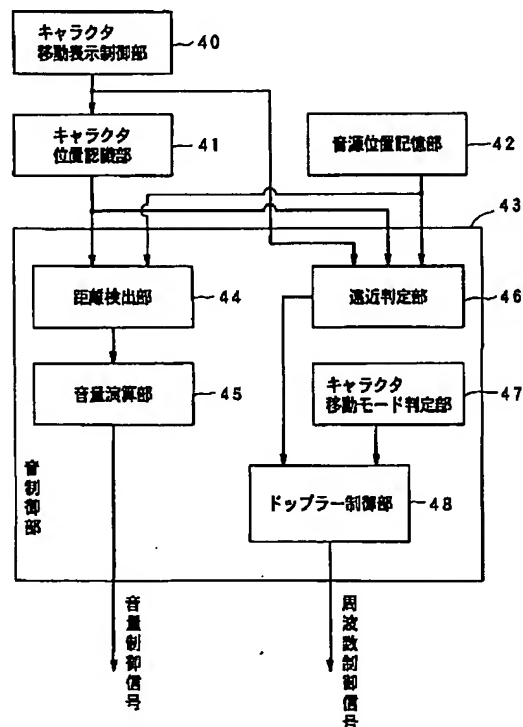 キャラクタ
移動表示制御部
40
キャラクタ
位置認識部
41
音源位置記憶部
42
43
距離検出部
44
遠近判定部
46
音量演算部
45
キャラクタ
移動モード判定部
47
ドップラー制御部
48
音制御部
音量制御信号
周波数制御信号